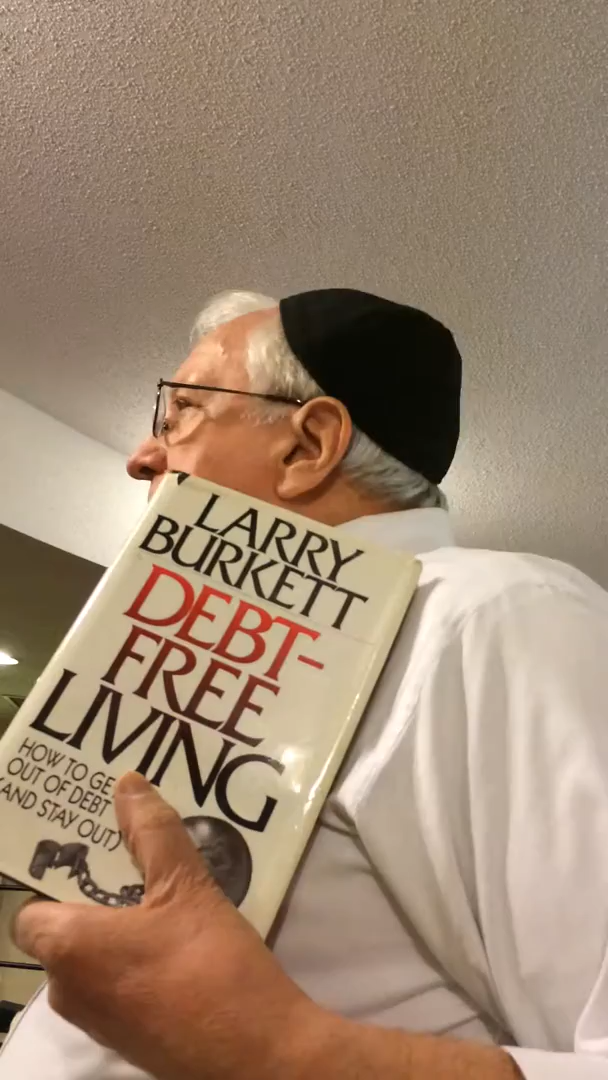 LARRY
BURKETT
DEBT-
FREE
LIVING
HOW TO GE
OUT OF DEBT
(AND STAY OUT)